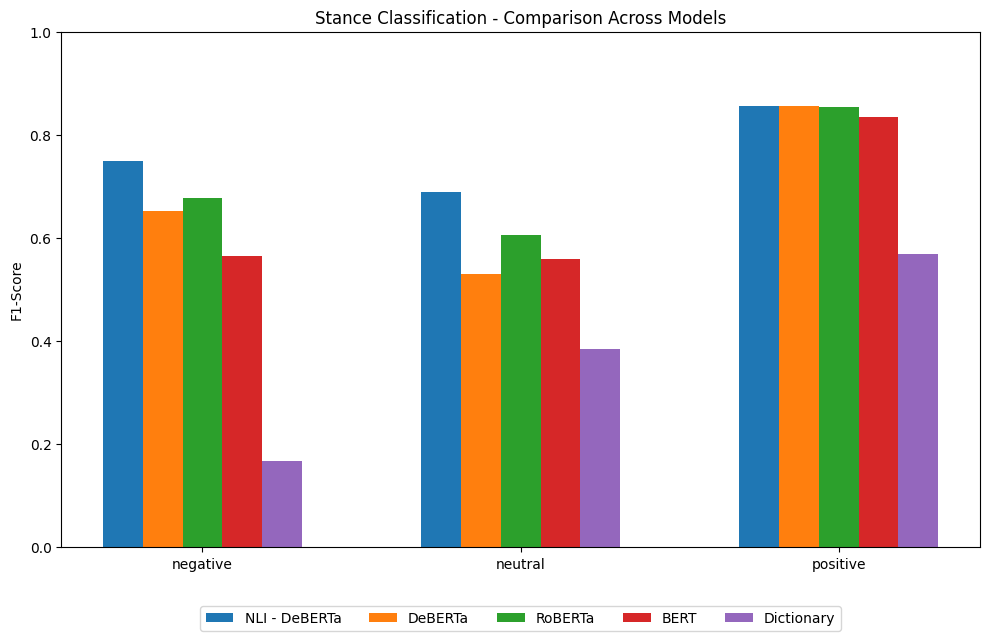 Stance Classification - Comparison Across Models
1.0
0.8
0.6
0.4
0.2
0.0
F1-Score
negative neutral positive
NLI - DeBERTa DeBERTa RoBERTa BERT Dictionary